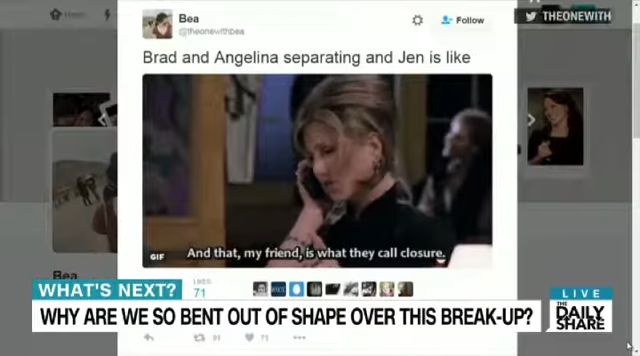 Home
Bea
@theonewithbea
Follow
THEONEWITH
Brad and Angelina separating and Jen is like
And that, my friend, is what they call closure.
GIF
LIKES
71
Bea
71
WHAT'S NEXT?
WHY ARE WE SO BENT OUT OF SHAPE OVER THIS BREAK-UP?
LIVE
THE
DAILY
SHARE